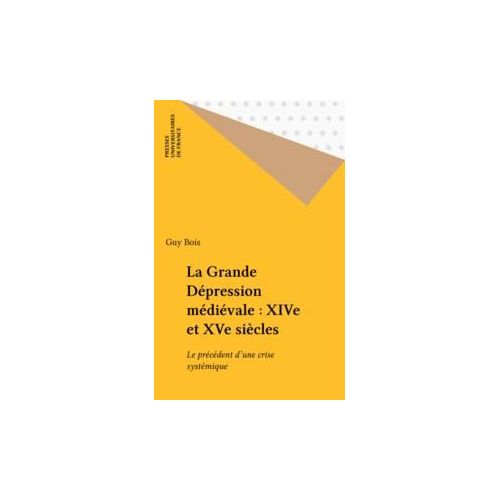 PRESSES
UNIVERSITAIRES
DE FRANCE
Guy Bois
La Grande
Dépression
médiévale : XIVe
et XVe siècles
Le précédent d'une crise
systémique